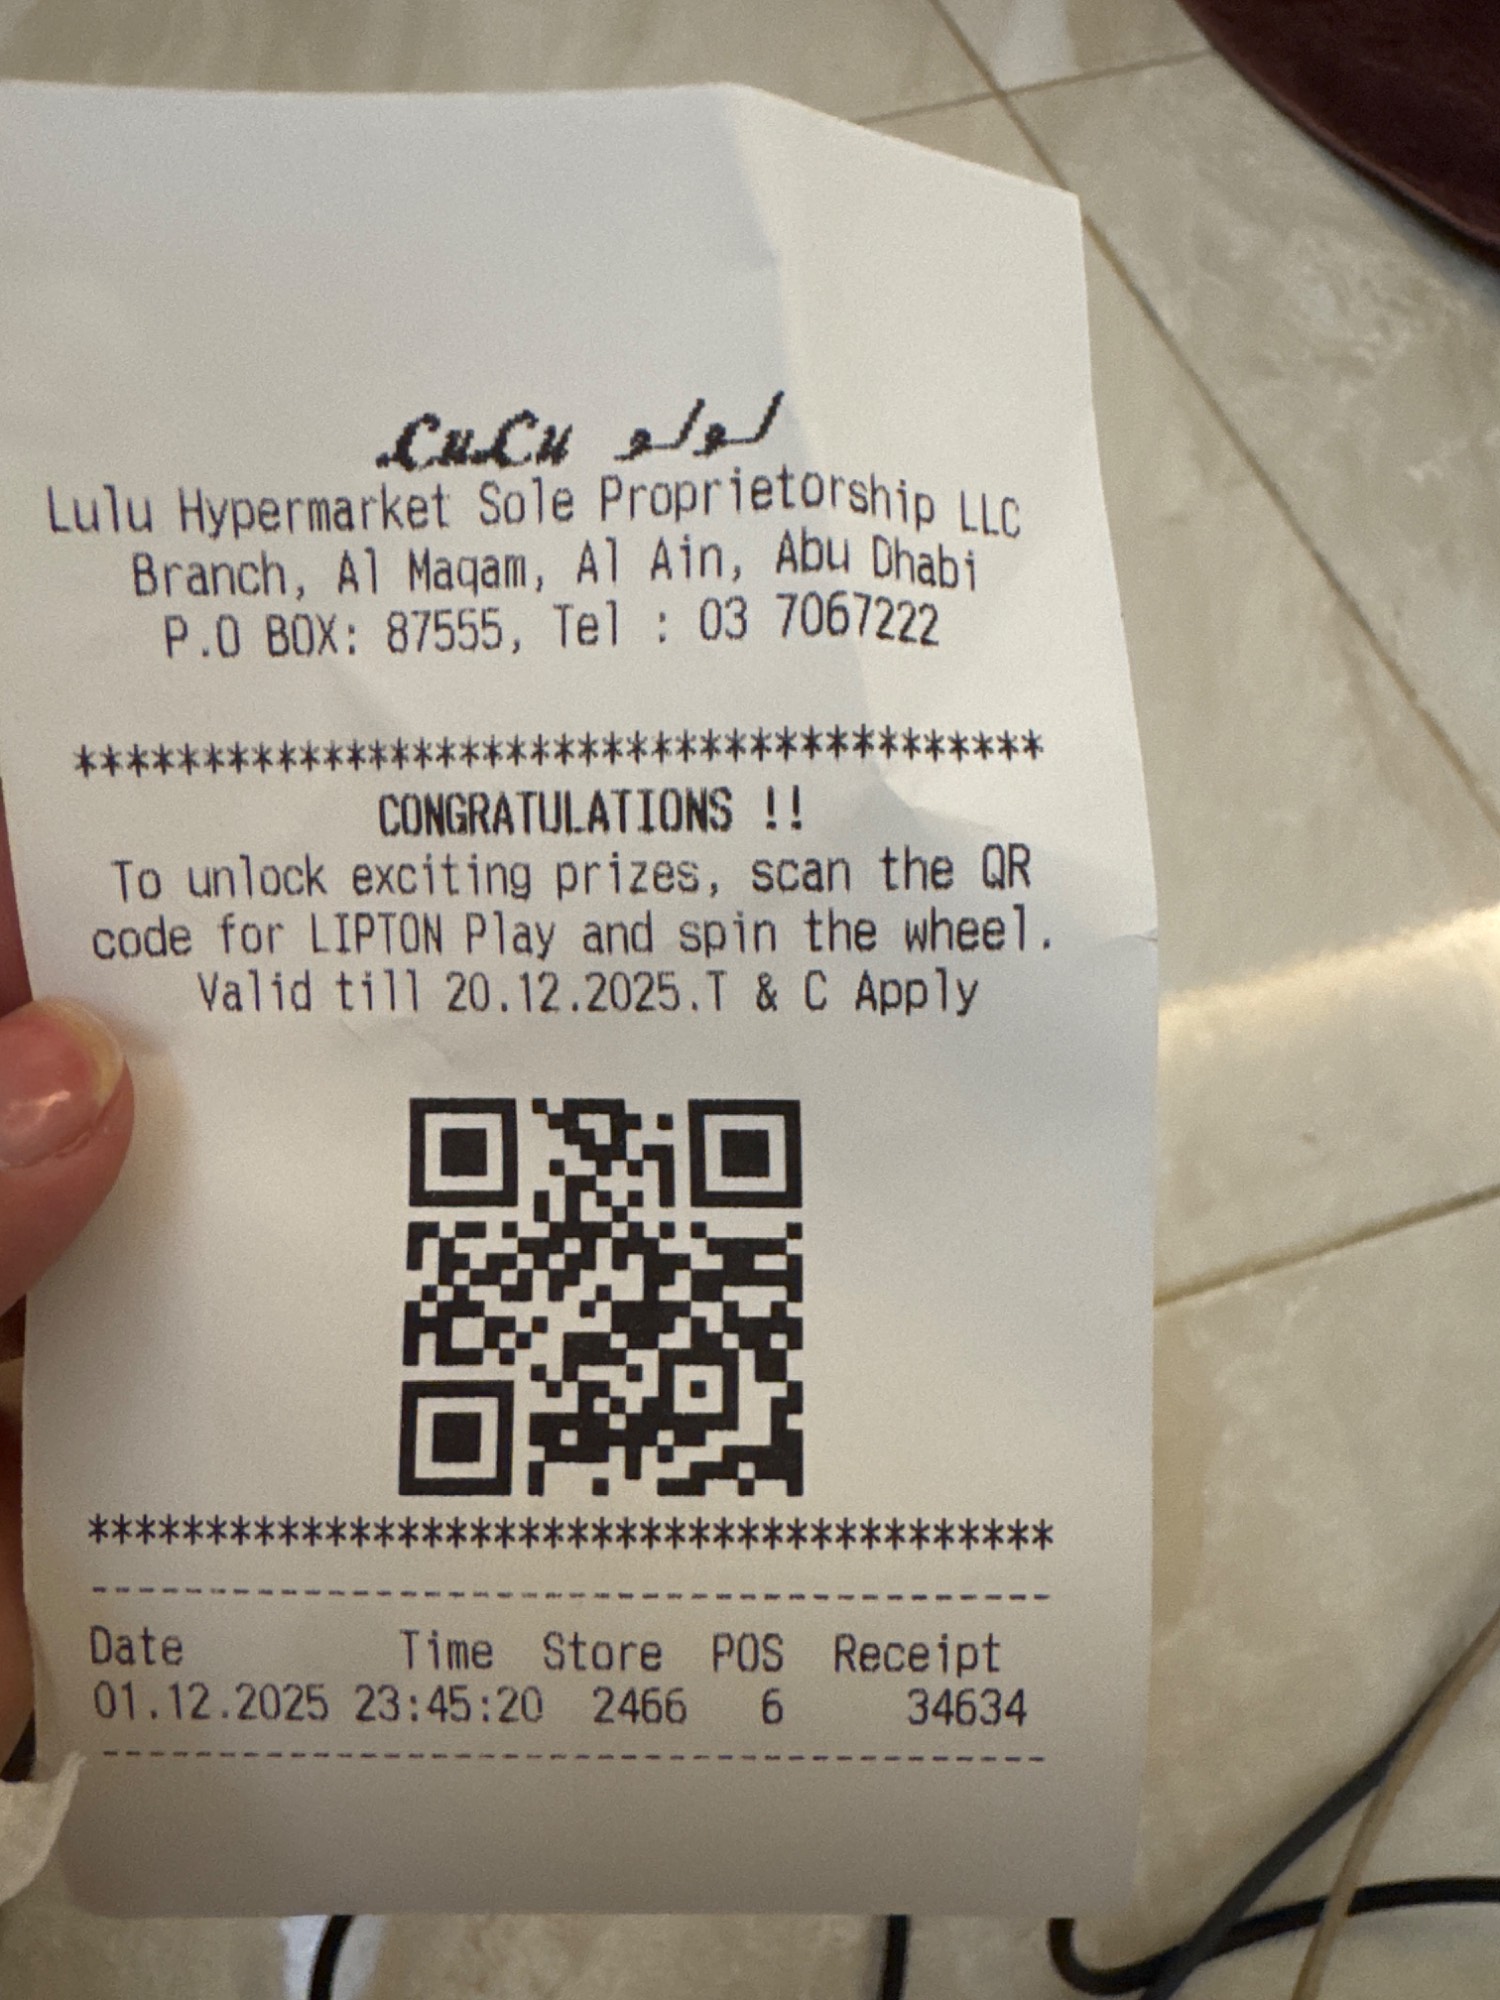 LuLu لولو
Lulu Hypermarket Sole Proprietorship LLC
Branch, Al Maqam, Al Ain, Abu Dhabi
P.O BOX: 87555, Tel : 03 7067222
****************************************
CONGRATULATIONS !!
To unlock exciting prizes, scan the QR
code for LIPTON Play and spin the wheel.
Valid till 20.12.2025.T & C Apply
****************************************
----------------------------------------
Date Time Store POS Receipt
01.12.2025 23:45:20 2466 6 34634
----------------------------------------